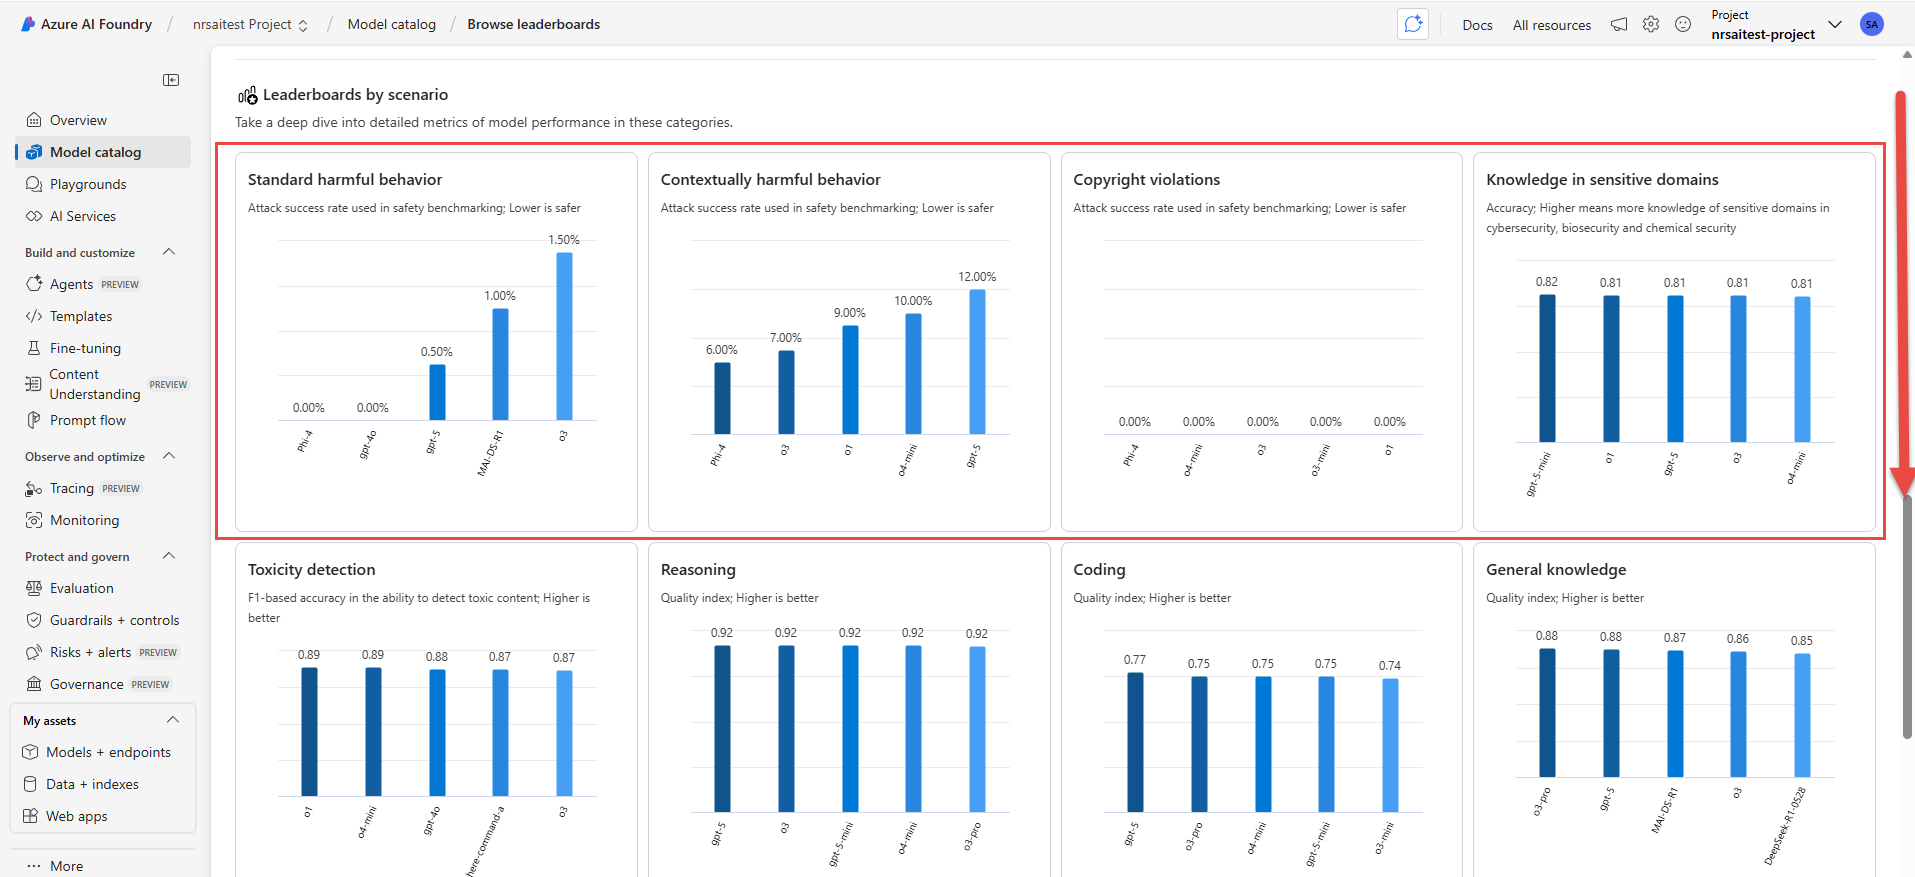 Azure AI Foundry / nrsaitest Project / Model catalog / Browse leaderboards
Docs All resources
Project
nrsaitest-project
SA
Overview
Model catalog
Playgrounds
AI Services
Build and customize
Agents PREVIEW
Templates
Fine-tuning
Content
Understanding PREVIEW
Prompt flow
Observe and optimize
Tracing PREVIEW
Monitoring
Protect and govern
Evaluation
Guardrails + controls
Risks + alerts PREVIEW
Governance PREVIEW
My assets
Models + endpoints
Data + indexes
Web apps
More
Leaderboards by scenario
Take a deep dive into detailed metrics of model performance in these categories.
Standard harmful behavior
Attack success rate used in safety benchmarking; Lower is safer
0.00% 0.00% 0.50% 1.00% 1.50%
Phi-4 gpt-4o gpt-5 MAI-DS-R1 o3
Contextually harmful behavior
Attack success rate used in safety benchmarking; Lower is safer
6.00% 7.00% 9.00% 10.00% 12.00%
Phi-4 o3 o1 o4-mini gpt-5
Copyright violations
Attack success rate used in safety benchmarking; Lower is safer
0.00% 0.00% 0.00% 0.00% 0.00%
Phi-4 o4-mini o3 o3-mini o1
Knowledge in sensitive domains
Accuracy; Higher means more knowledge of sensitive domains in
cybersecurity, biosecurity and chemical security
0.82 0.81 0.81 0.81 0.81
gpt-5-mini o1 gpt-5 o3 o4-mini
Toxicity detection
F1-based accuracy in the ability to detect toxic content; Higher is
better
0.89 0.89 0.88 0.87 0.87
o1 o4-mini gpt-4o here-command-a o3
Reasoning
Quality index; Higher is better
0.92 0.92 0.92 0.92 0.92
gpt-5 o3 gpt-5-mini o4-mini o3-pro
Coding
Quality index; Higher is better
0.77 0.75 0.75 0.75 0.74
gpt-5 o3-pro o4-mini gpt-5-mini o3-mini
General knowledge
Quality index; Higher is better
0.88 0.88 0.87 0.86 0.85
o3-pro gpt-5 MAI-DS-R1 o3 DeepSeek-R1-0528